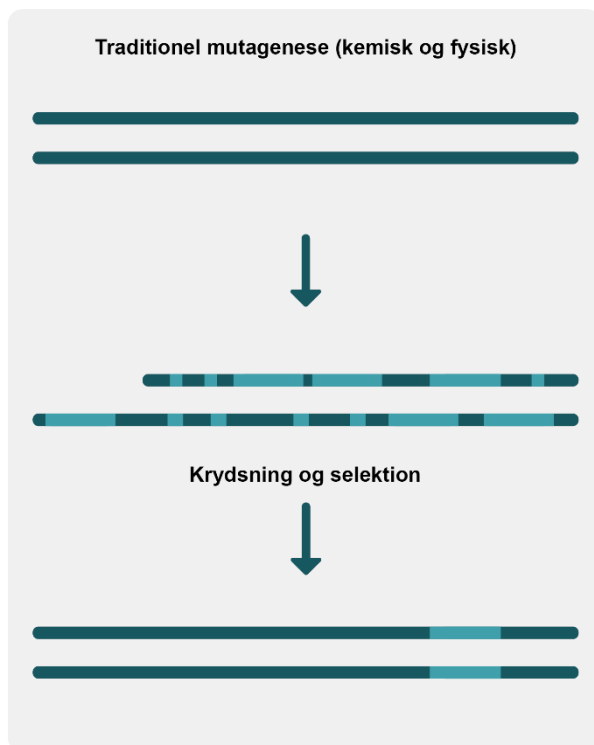 Traditionel mutagenese (kemisk og fysisk)
Krydsning og selektion